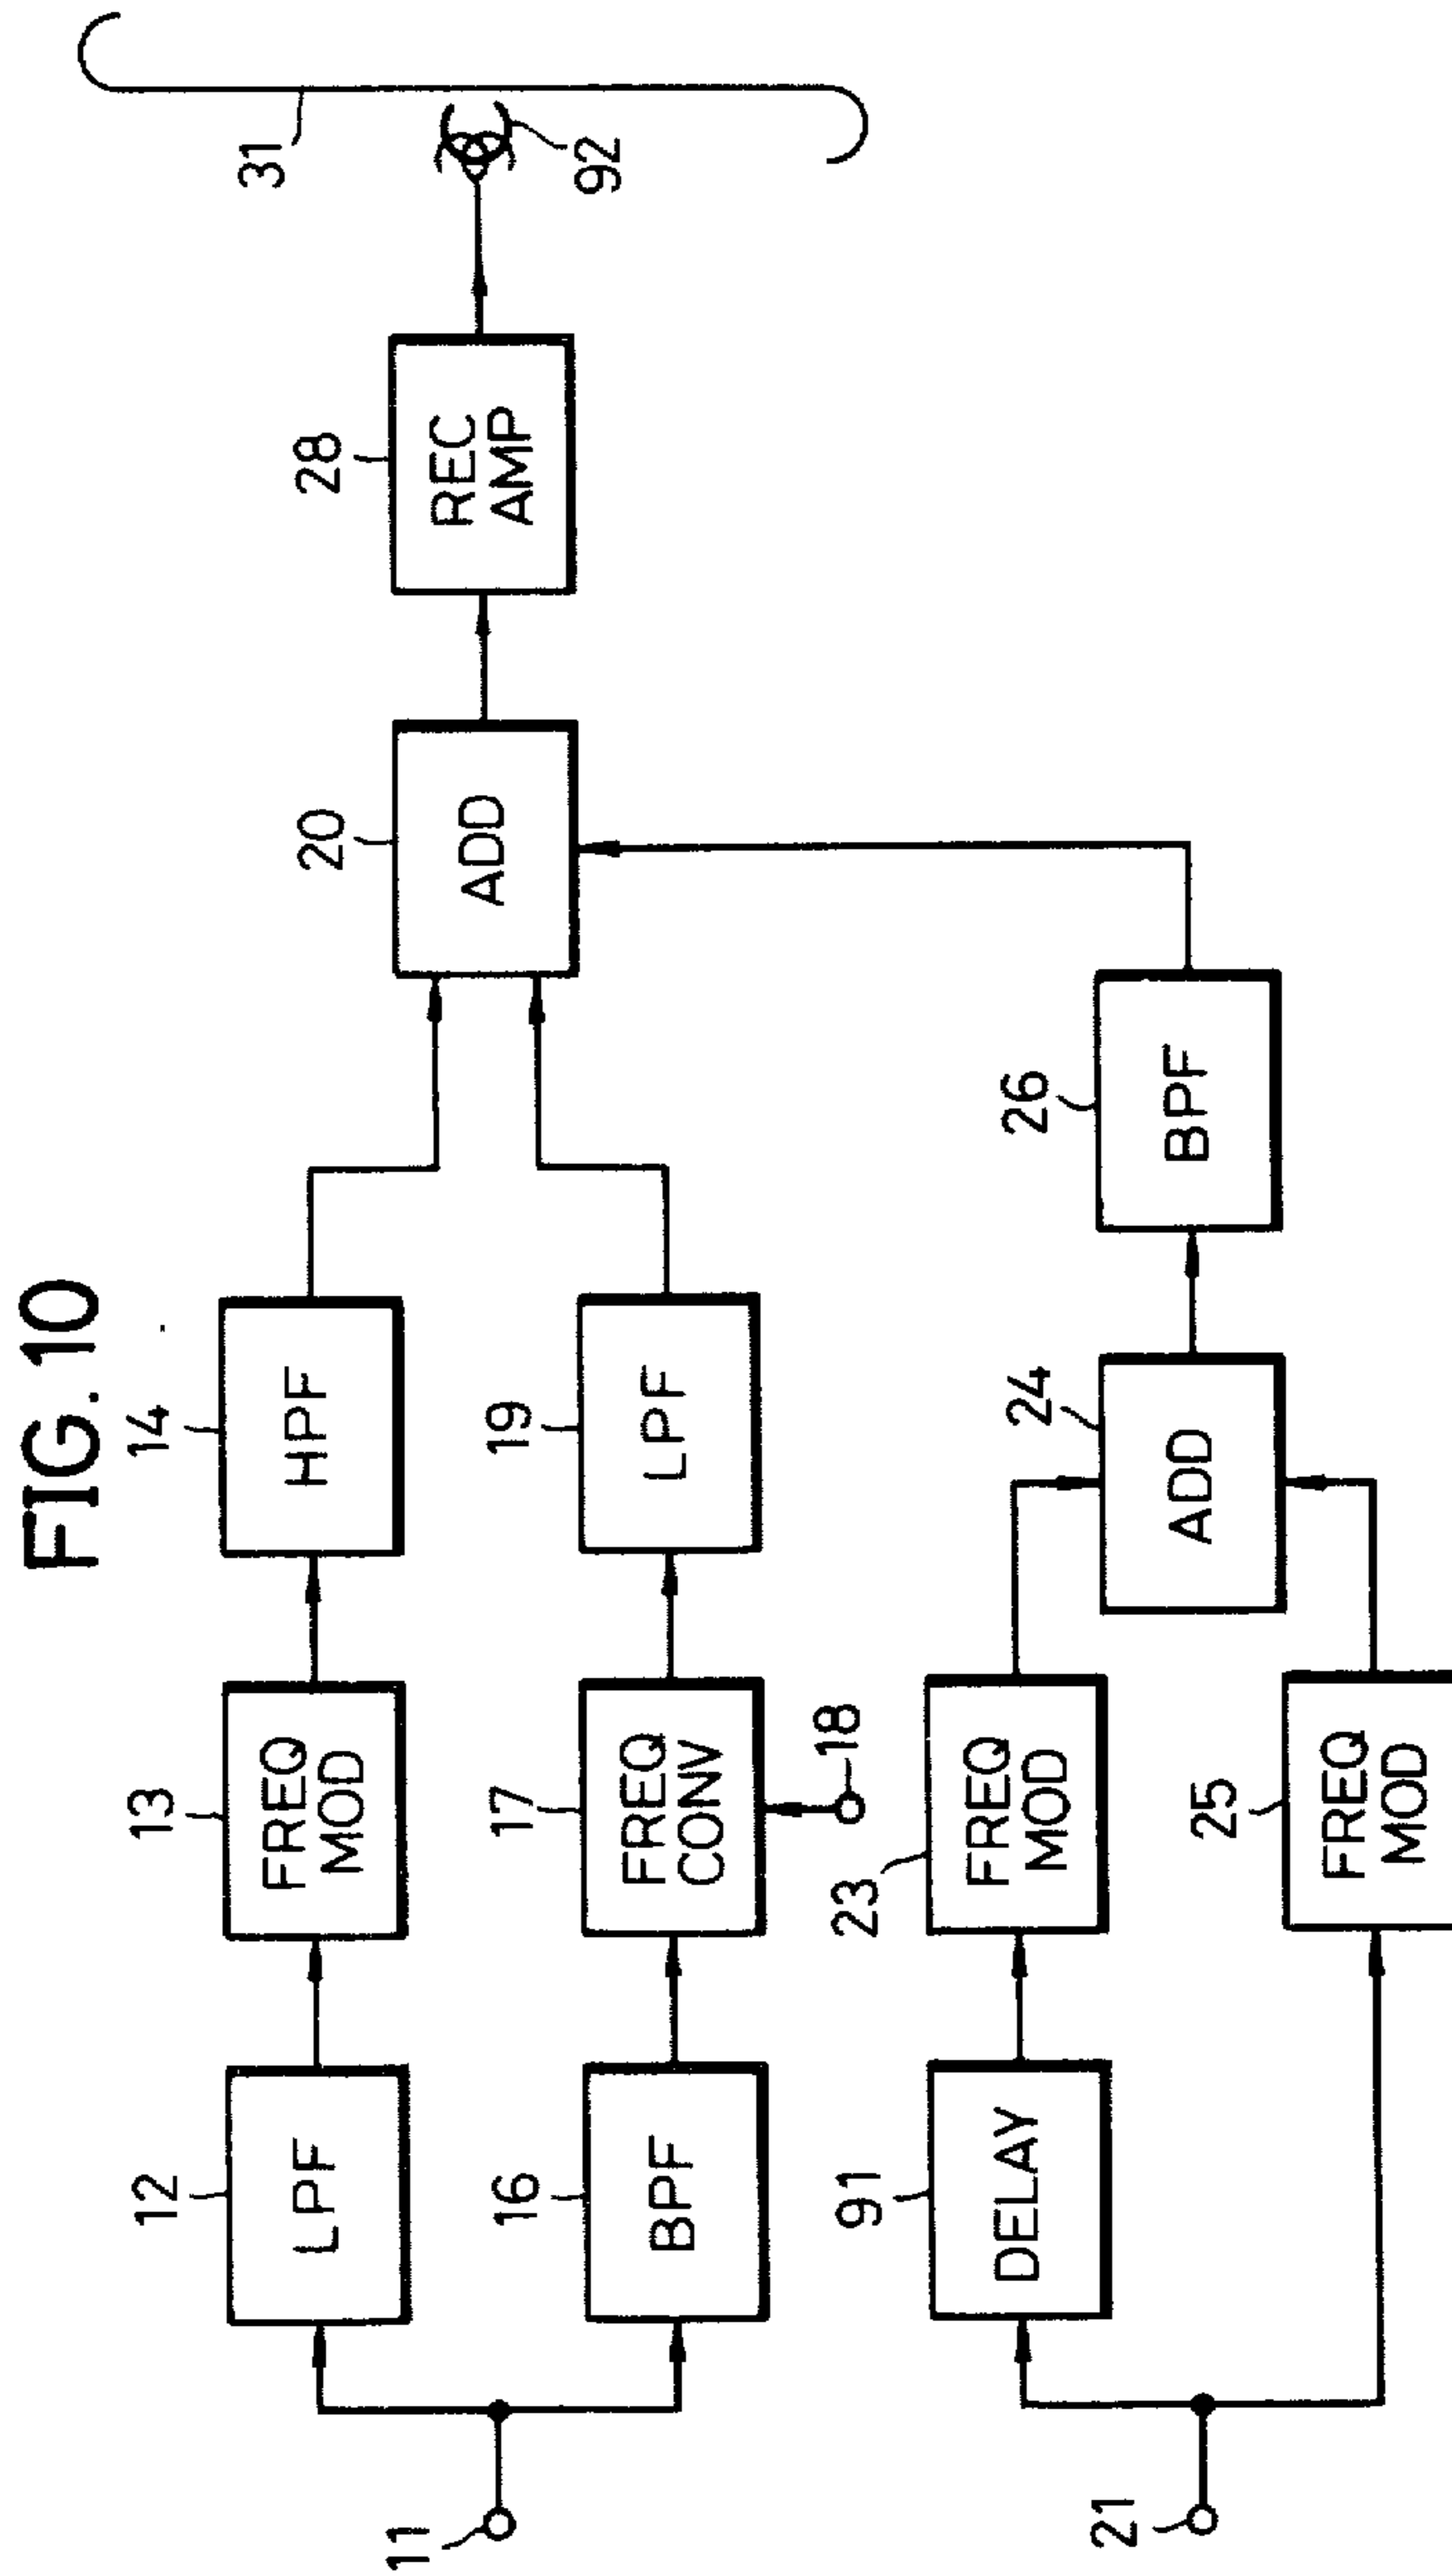 FIG. 10
11
12
LPF
13
FREQ
MOD
14
HPF
16
BPF
17
FREQ
CONV
18
19
LPF
20
ADD
28
REC
AMP
31
92
21
91
DELAY
23
FREQ
MOD
25
FREQ
MOD
24
ADD
26
BPF